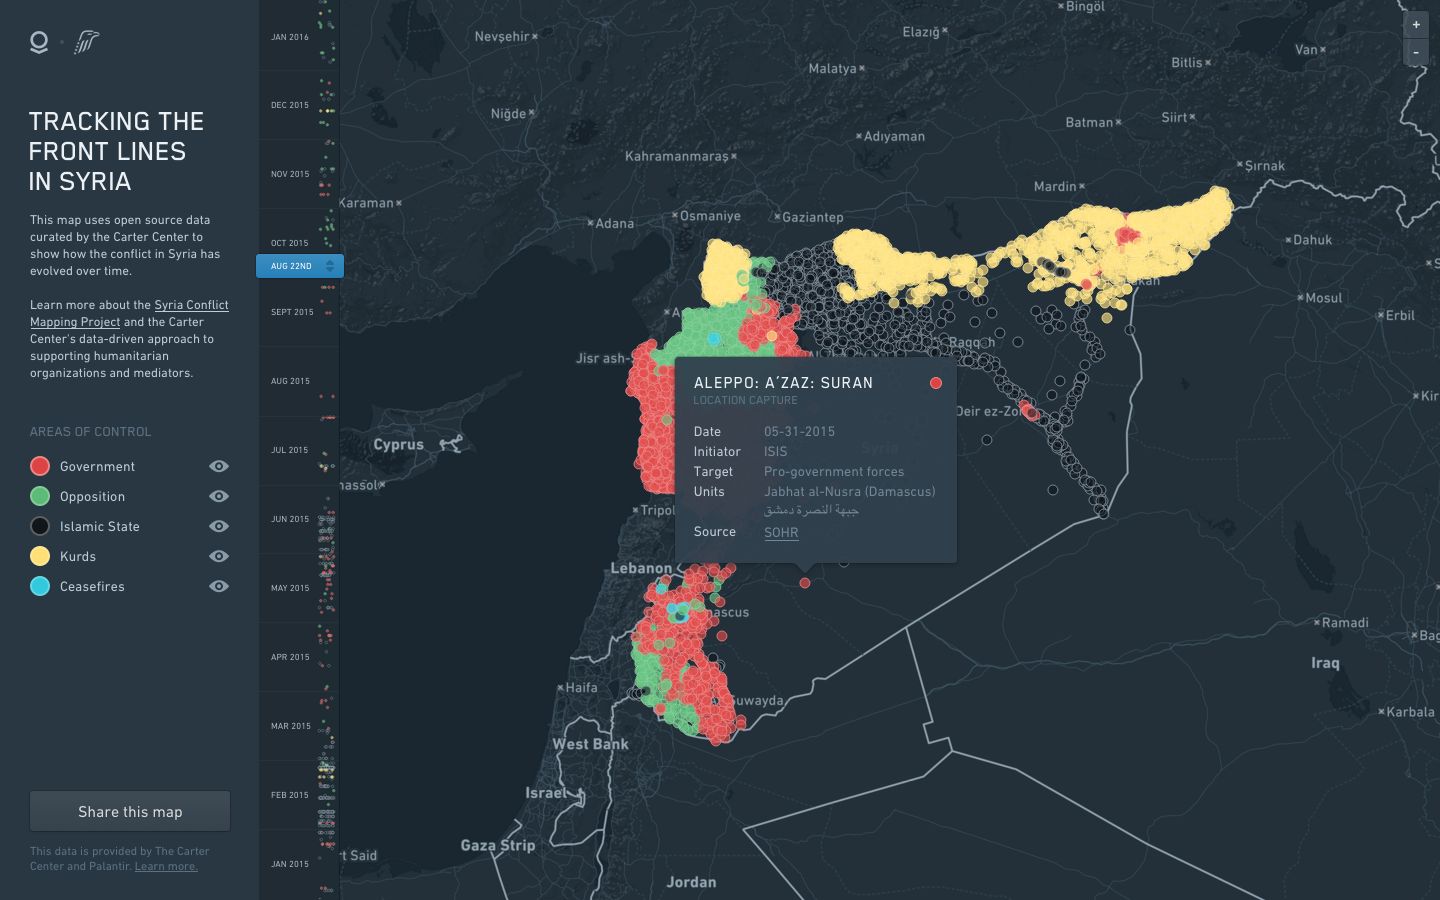 TRACKING THE
FRONT LINES
IN SYRIA
This map uses open source data
curated by the Carter Center to
show how the conflict in Syria has
evolved over time.
Learn more about the Syria Conflict
Mapping Project and the Carter
Center's data-driven approach to
supporting humanitarian
organizations and mediators.
AREAS OF CONTROL
Government
Opposition
Islamic State
Kurds
Ceasefires
Share this map
This data is provided by The Carter
Center and Palantir. Learn more.
JAN 2016
DEC 2015
NOV 2015
OCT 2015
AUG 22ND
SEPT 2015
AUG 2015
JUL 2015
JUN 2015
MAY 2015
APR 2015
MAR 2015
FEB 2015
JAN 2015
+
-
Bingöl
Nevşehir
Elazığ
Van
Malatya
Bitlis
Niğde
Batman
Siirt
Adıyaman
Kahramanmaraş
Şırnak
Mardin
Karaman
Adana
Osmaniye
Gaziantep
Dahuk
Mosul
Erbil
Jisr ash-
Kir
Deir ez-Zor
Cyprus
massol
Tripol
Lebanon
mascus
Ramadi
Bag
Iraq
Haifa
Suwayda
Karbala
West Bank
Israel
Gaza Strip
rt Said
Jordan
ALEPPO: A´ZAZ: SURAN
LOCATION CAPTURE
Date 05-31-2015
Initiator ISIS
Syria
Target Pro-government forces
Units Jabhat al-Nusra (Damascus)
جبهة النصرة دمشق
Source SOHR